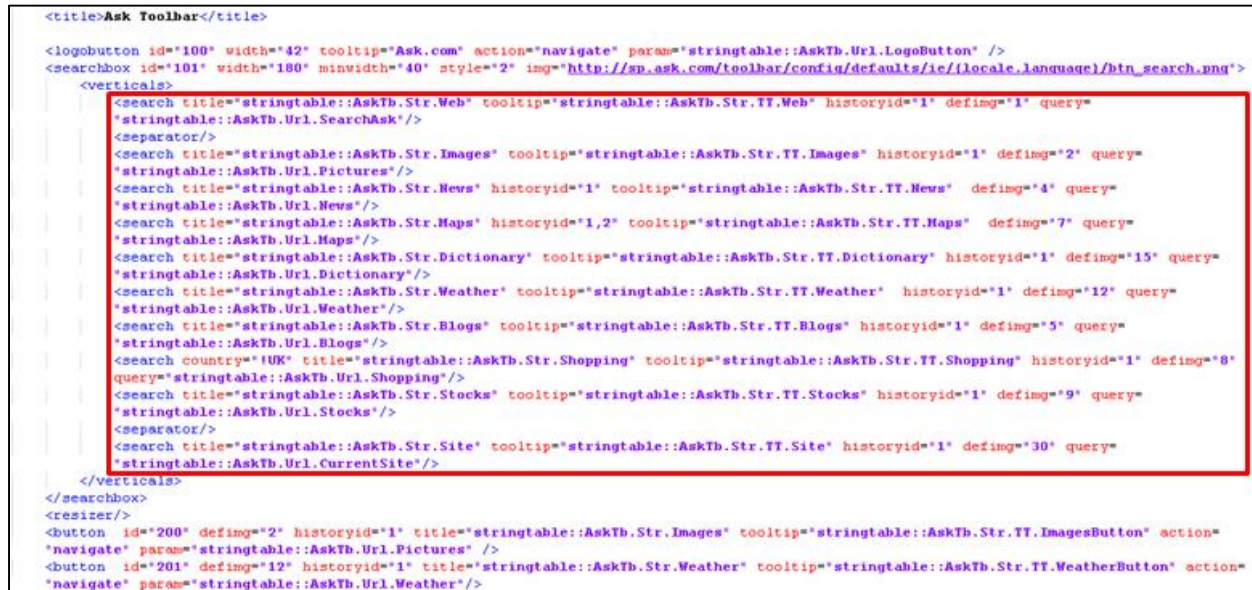 <title>Ask Toolbar</title>
<logobutton id="100" width="42" tooltip="Ask.com" action="navigate" param="stringtable::AskTb.Url.LogoButton" />
<searchbox id="101" width="180" minwidth="40" style="2" img="http://sp.ask.com/toolbar/config/defaults/ie/{locale.language}/btn_search.png">
<verticals>
<search title="stringtable::AskTb.Str.Web" tooltip="stringtable::AskTb.Str.TT.Web" historyid="1" defimg="1" query=
"stringtable::AskTb.Url.SearchAsk"/>
<separator/>
<search title="stringtable::AskTb.Str.Images" tooltip="stringtable::AskTb.Str.TT.Images" historyid="1" defimg="2" query=
"stringtable::AskTb.Url.Pictures"/>
<search title="stringtable::AskTb.Str.News" historyid="1" tooltip="stringtable::AskTb.Str.TT.News" defimg="4" query=
"stringtable::AskTb.Url.News"/>
<search title="stringtable::AskTb.Str.Maps" historyid="1,2" tooltip="stringtable::AskTb.Str.TT.Maps" defimg="7" query=
"stringtable::AskTb.Url.Maps"/>
<search title="stringtable::AskTb.Str.Dictionary" tooltip="stringtable::AskTb.Str.TT.Dictionary" historyid="1" defimg="15" query=
"stringtable::AskTb.Url.Dictionary"/>
<search title="stringtable::AskTb.Str.Weather" tooltip="stringtable::AskTb.Str.TT.Weather" historyid="1" defimg="12" query=
"stringtable::AskTb.Url.Weather"/>
<search title="stringtable::AskTb.Str.Blogs" tooltip="stringtable::AskTb.Str.TT.Blogs" historyid="1" defimg="5" query=
"stringtable::AskTb.Url.Blogs"/>
<search country="!UK" title="stringtable::AskTb.Str.Shopping" tooltip="stringtable::AskTb.Str.TT.Shopping" historyid="1" defimg="8"
query="stringtable::AskTb.Url.Shopping"/>
<search title="stringtable::AskTb.Str.Stocks" tooltip="stringtable::AskTb.Str.TT.Stocks" historyid="1" defimg="9" query=
"stringtable::AskTb.Url.Stocks"/>
<separator/>
<search title="stringtable::AskTb.Str.Site" tooltip="stringtable::AskTb.Str.TT.Site" historyid="1" defimg="30" query=
"stringtable::AskTb.Url.CurrentSite"/>
</verticals>
</searchbox>
<resizer/>
<button id="200" defimg="2" historyid="1" title="stringtable::AskTb.Str.Images" tooltip="stringtable::AskTb.Str.TT.ImagesButton" action=
"navigate" param="stringtable::AskTb.Url.Pictures" />
<button id="201" defimg="12" historyid="1" title="stringtable::AskTb.Str.Weather" tooltip="stringtable::AskTb.Str.TT.WeatherButton" action=
"navigate" param="stringtable::AskTb.Url.Weather"/>